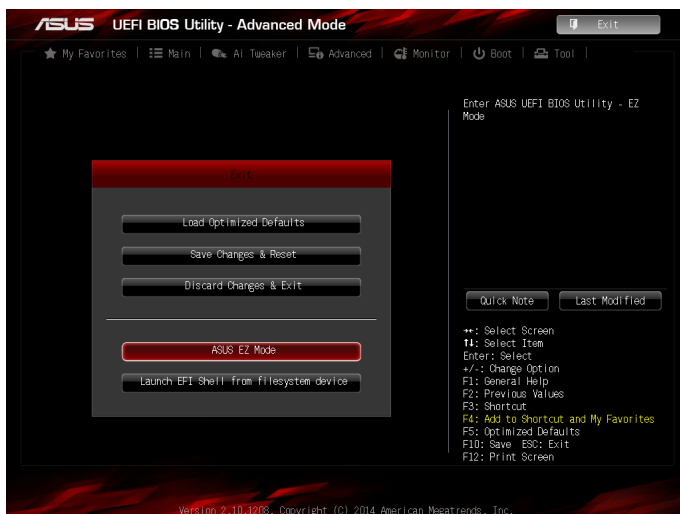 ASUS UEFI BIOS Utility - Advanced Mode
Exit
My Favorites | Main | Ai Tweaker | Advanced | Monitor | Boot | Tool |
Enter ASUS UEFI BIOS Utility - EZ
Mode
Exit
Load Optimized Defaults
Save Changes & Reset
Discard Changes & Exit
ASUS EZ Mode
Launch EFI Shell from filesystem device
Quick Note
Last Modified
→←: Select Screen
↑↓: Select Item
Enter: Select
+/-: Change Option
F1: General Help
F2: Previous Values
F3: Shortcut
F4: Add to Shortcut and My Favorites
F5: Optimized Defaults
F10: Save ESC: Exit
F12: Print Screen
Version 2.10.1208. Copyright (C) 2014 American Megatrends, Inc.